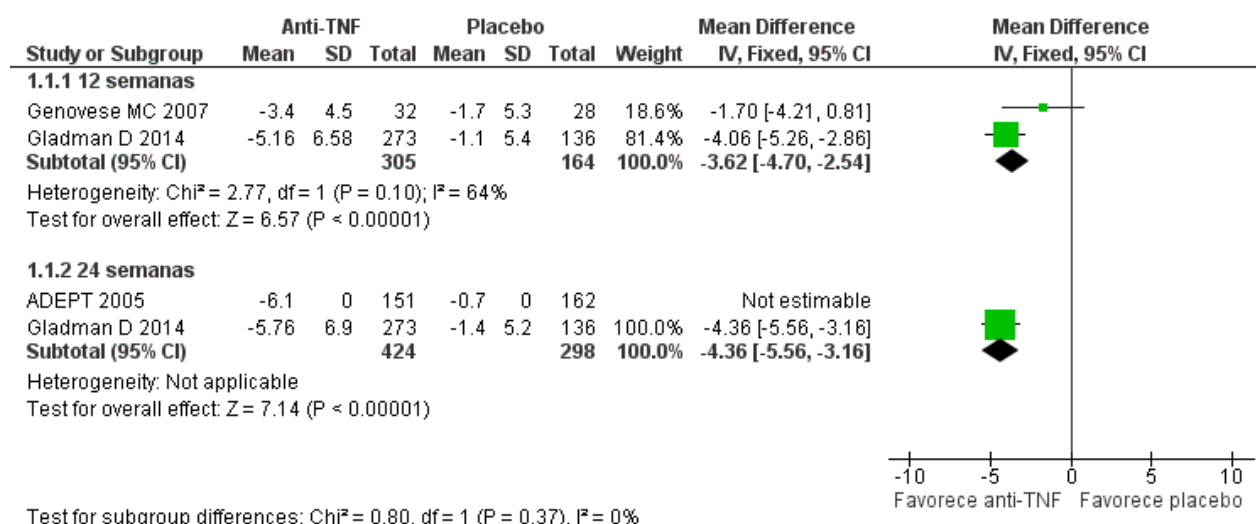 Anti-TNF Placebo Mean Difference Mean Difference
Study or Subgroup Mean SD Total Mean SD Total Weight IV, Fixed, 95% CI IV, Fixed, 95% CI
1.1.1 12 semanas
Genovese MC 2007 -3.4 4.5 32 -1.7 5.3 28 18.6% -1.70 [-4.21, 0.81]
Gladman D 2014 -5.16 6.58 273 -1.1 5.4 136 81.4% -4.06 [-5.26, -2.86]
Subtotal (95% CI) 305 164 100.0% -3.62 [-4.70, -2.54]
Heterogeneity: Chi² = 2.77, df = 1 (P = 0.10); I² = 64%
Test for overall effect: Z = 6.57 (P < 0.00001)
1.1.2 24 semanas
ADEPT 2005 -6.1 0 151 -0.7 0 162 Not estimable
Gladman D 2014 -5.76 6.9 273 -1.4 5.2 136 100.0% -4.36 [-5.56, -3.16]
Subtotal (95% CI) 424 298 100.0% -4.36 [-5.56, -3.16]
Heterogeneity: Not applicable
Test for overall effect: Z = 7.14 (P < 0.00001)
-10 -5 0 5 10
Favorece anti-TNF Favorece placebo
Test for subgroup differences: Chi² = 0.80, df = 1 (P = 0.37), I² = 0%